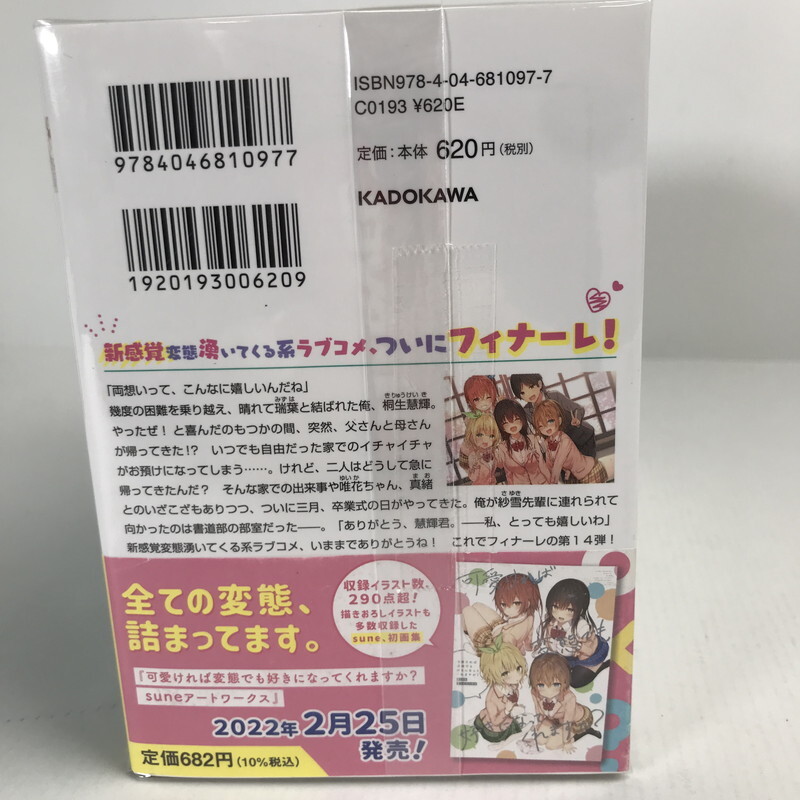 ISBN978-4-04-681097-7
C0193 ¥620E
定価:本体 620円(税別)
KADOKAWA
9784046810977
1920193006209
新感覚変態湧いてくる系ラブコメ、ついにフィナーレ!
「両想いって、こんなに嬉しいんだね」
幾度の困難を乗り越え、晴れて瑞葉と結ばれた俺、桐生慧輝。
みずは
きりゅうけいき
やったぜ! と喜んだのもつかの間、突然、父さんと母さん
が帰ってきた!? いつでも自由だった家でのイチャイチャ
がお預けになってしまう……。けれど、二人はどうして急に
帰ってきたんだ? そんな家での出来事や唯花ちゃん、真緒
ゆいか
まお
とのいざこざもありつつ、ついに三月、卒業式の日がやってきた。俺が紗雪先輩に連れられて
さゆき
向かったのは書道部の部室だった――。「ありがとう、慧輝君。――私、とっても嬉しいわ」
新感覚変態湧いてくる系ラブコメ、いままでありがとうね! これでフィナーレの第14弾!
全ての変態、
詰まってます。
収録イラスト数、
290点超!
描きおろしイラストも
多数収録した
sune、初画集
『可愛ければ変態でも好きになってくれますか?
suneアートワークス』
2022年2月25日
発売!
定価682円(10%税込)